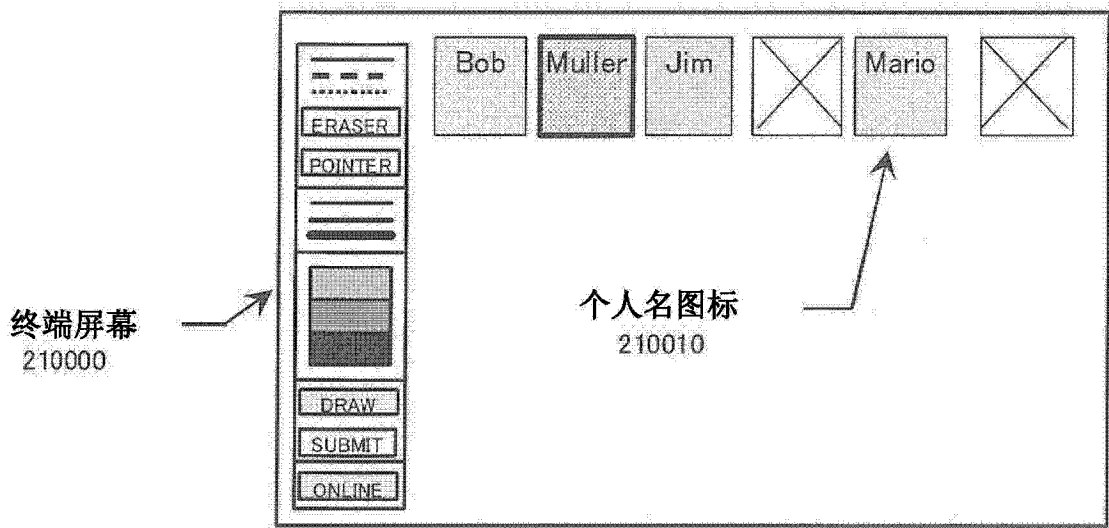 Bob Muller Jim Mario
ERASER
POINTER
个人名图标
210010
终端屏幕
210000
DRAW
SUBMIT
ONLINE